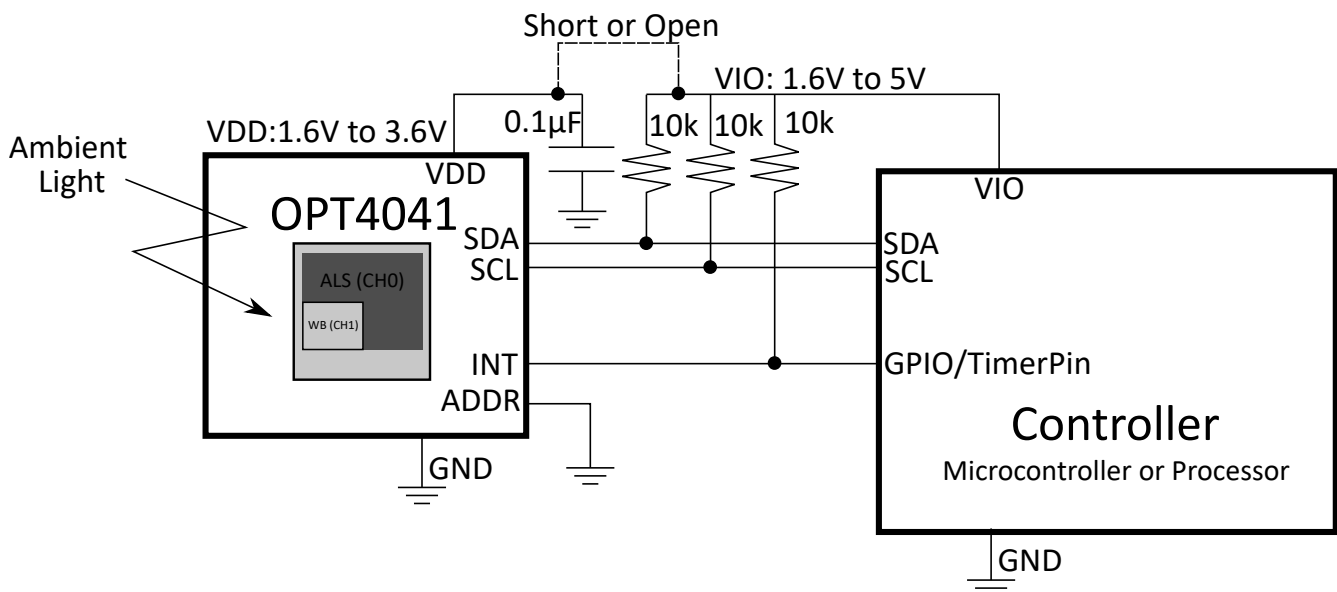 Short or Open
VIO: 1.6V to 5V
VDD:1.6V to 3.6V
0.1µF
10k
10k
10k
Ambient
Light
VDD
VIO
OPT4041
SDA
SDA
SCL
SCL
ALS (CH0)
WB (CH1)
INT
GPIO/TimerPin
ADDR
Controller
GND
Microcontroller or Processor
GND